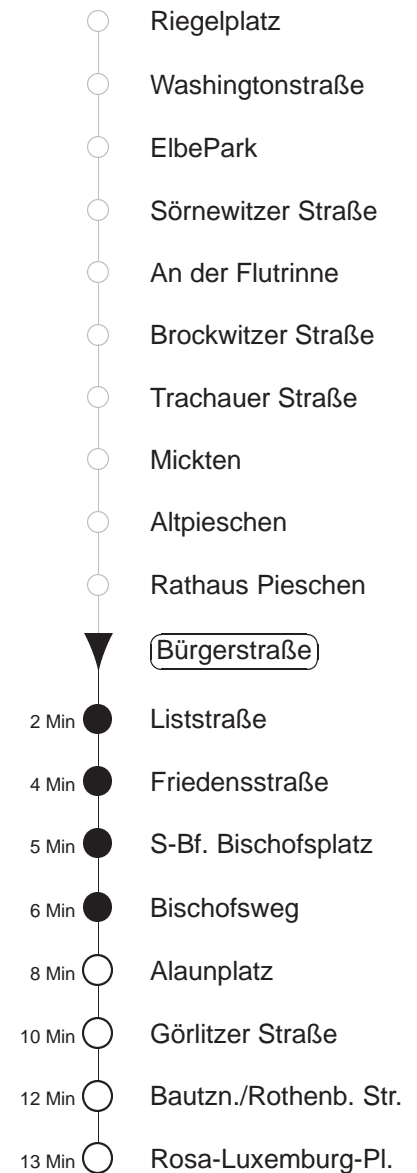 Riegelplatz
Washingtonstraße
ElbePark
Sörnewitzer Straße
An der Flutrinne
Brockwitzer Straße
Trachauer Straße
Mickten
Altpieschen
Rathaus Pieschen
Bürgerstraße
2 Min Liststraße
4 Min Friedensstraße
5 Min S-Bf. Bischofsplatz
6 Min Bischofsweg
8 Min Alaunplatz
10 Min Görlitzer Straße
12 Min Bautzn./Rothenb. Str.
13 Min Rosa-Luxemburg-Pl.